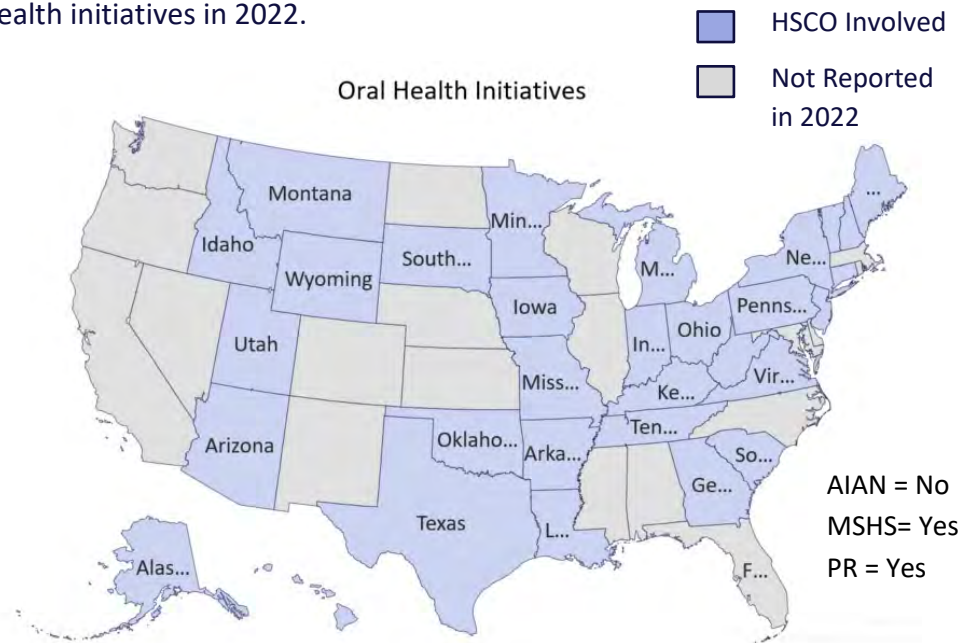 ealth initiatives in 2022.
HSCO Involved
Not Reported
in 2022
Oral Health Initiatives
...
Montana
Min...
Idaho
South...
Ne...
M...
Wyoming
Penns...
Iowa
Ohio
Utah
In...
Miss...
Vir...
Ke...
Ten...
Oklaho...
Arizona
Arka...
So...
Ge...
AIAN = No
Texas
MSHS= Yes
L...
Alas...
F...
PR = Yes